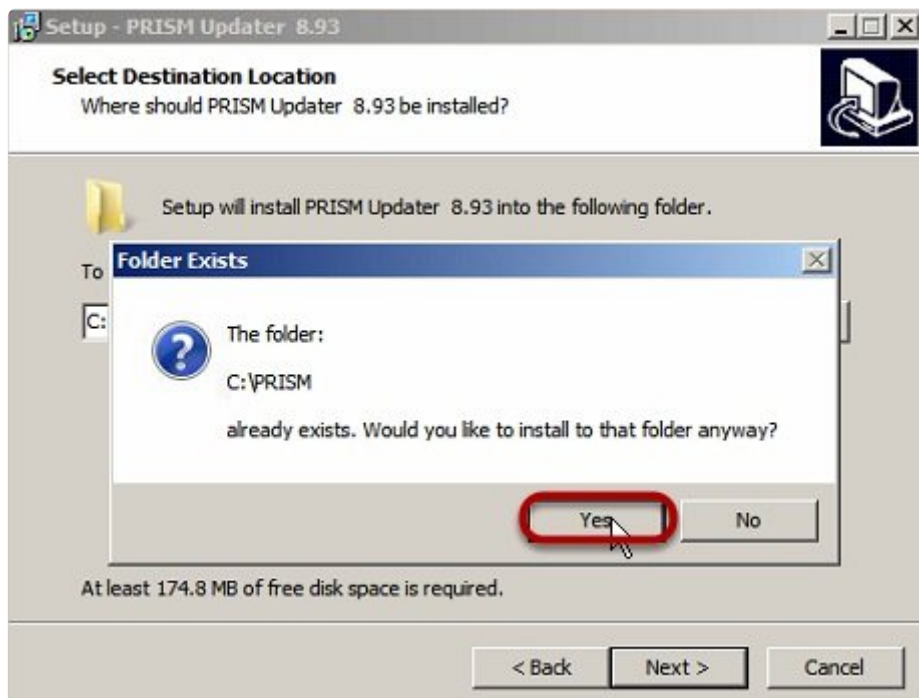 Setup - PRISM Updater 8.93
Select Destination Location
Where should PRISM Updater 8.93 be installed?
Setup will install PRISM Updater 8.93 into the following folder.
To
C:
Folder Exists
The folder:
C:\PRISM
already exists. Would you like to install to that folder anyway?
Yes No
At least 174.8 MB of free disk space is required.
< Back Next > Cancel